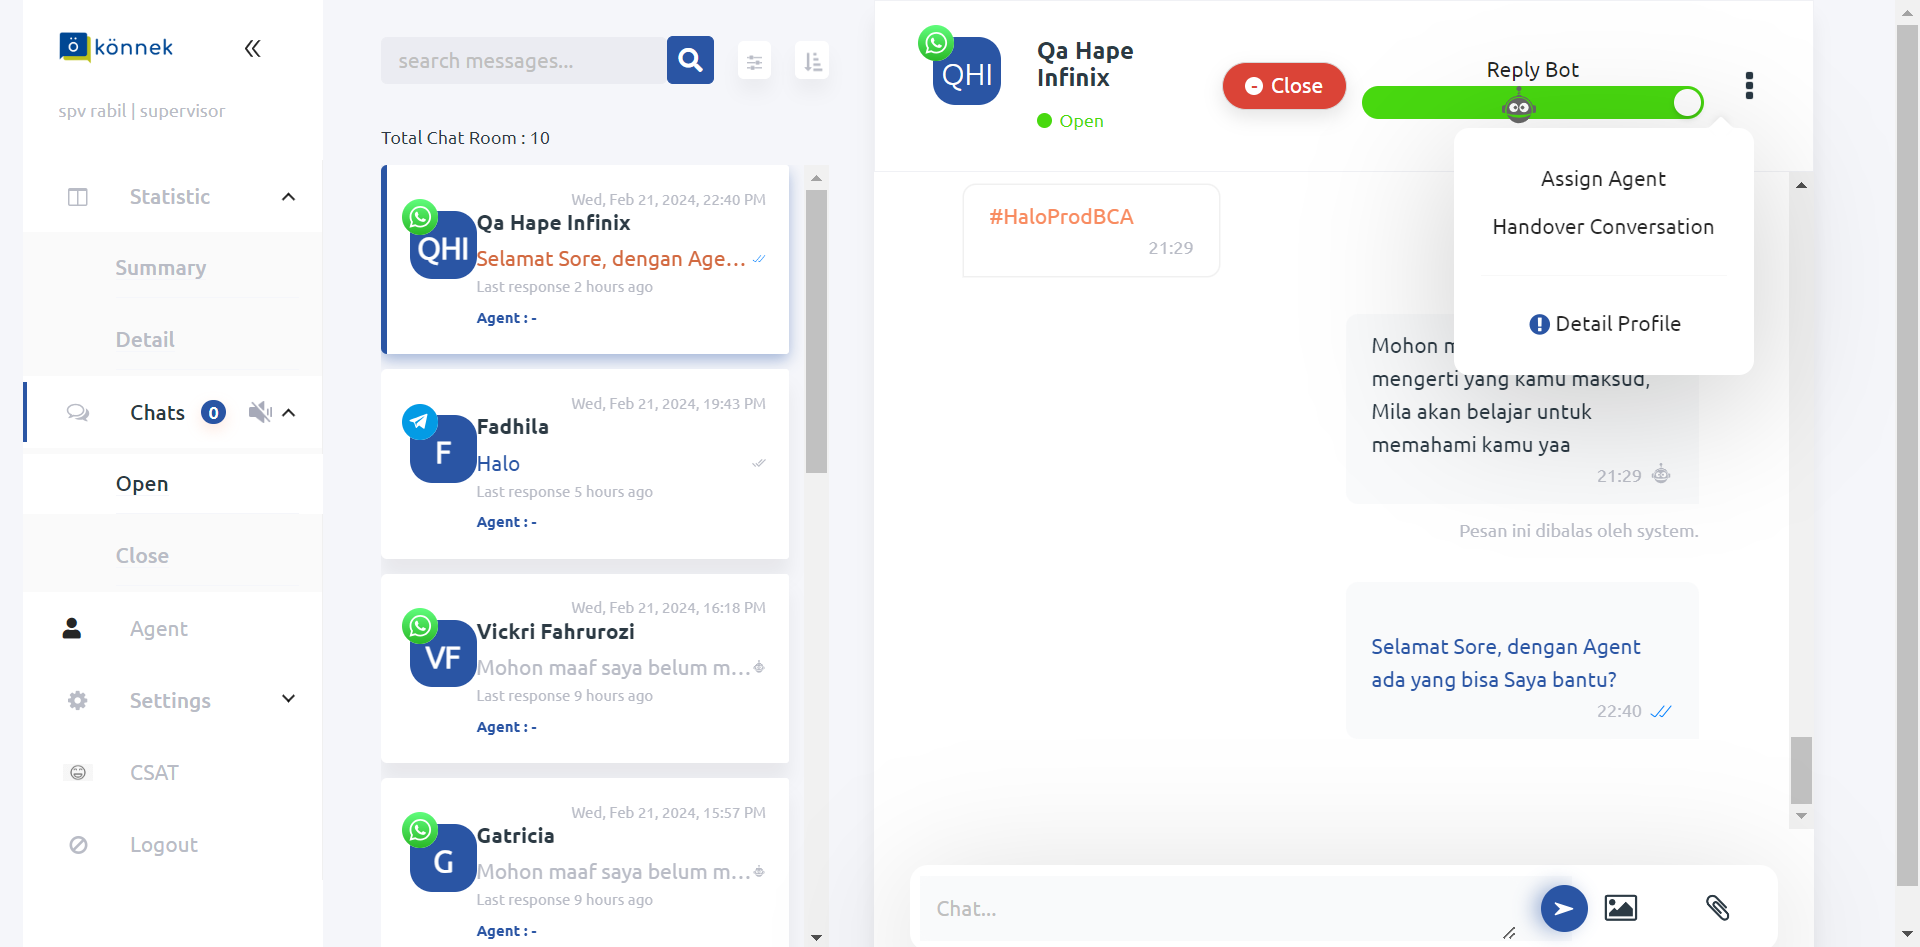 könnek
spv rabil | supervisor
Statistic
Summary
Detail
Chats 0
Open
Close
Agent
Settings
CSAT
Logout
search messages...
Total Chat Room : 10
Wed, Feb 21, 2024, 22:40 PM
QHI
Qa Hape Infinix
Selamat Sore, dengan Age...
Last response 2 hours ago
Agent : -
Wed, Feb 21, 2024, 19:43 PM
F
Fadhila
Halo
Last response 5 hours ago
Agent : -
Wed, Feb 21, 2024, 16:18 PM
VF
Vickri Fahrurozi
Mohon maaf saya belum m...
Last response 9 hours ago
Agent : -
Wed, Feb 21, 2024, 15:57 PM
G
Gatricia
Mohon maaf saya belum m...
Last response 9 hours ago
Agent : -
QHI
Qa Hape
Infinix
Open
Close
Reply Bot
Assign Agent
Handover Conversation
Detail Profile
#HaloProdBCA
21:29
Mohon
mengerti yang kamu maksud,
Mila akan belajar untuk
memahami kamu yaa
21:29
Pesan ini dibalas oleh system.
Selamat Sore, dengan Agent
ada yang bisa Saya bantu?
22:40
Chat...